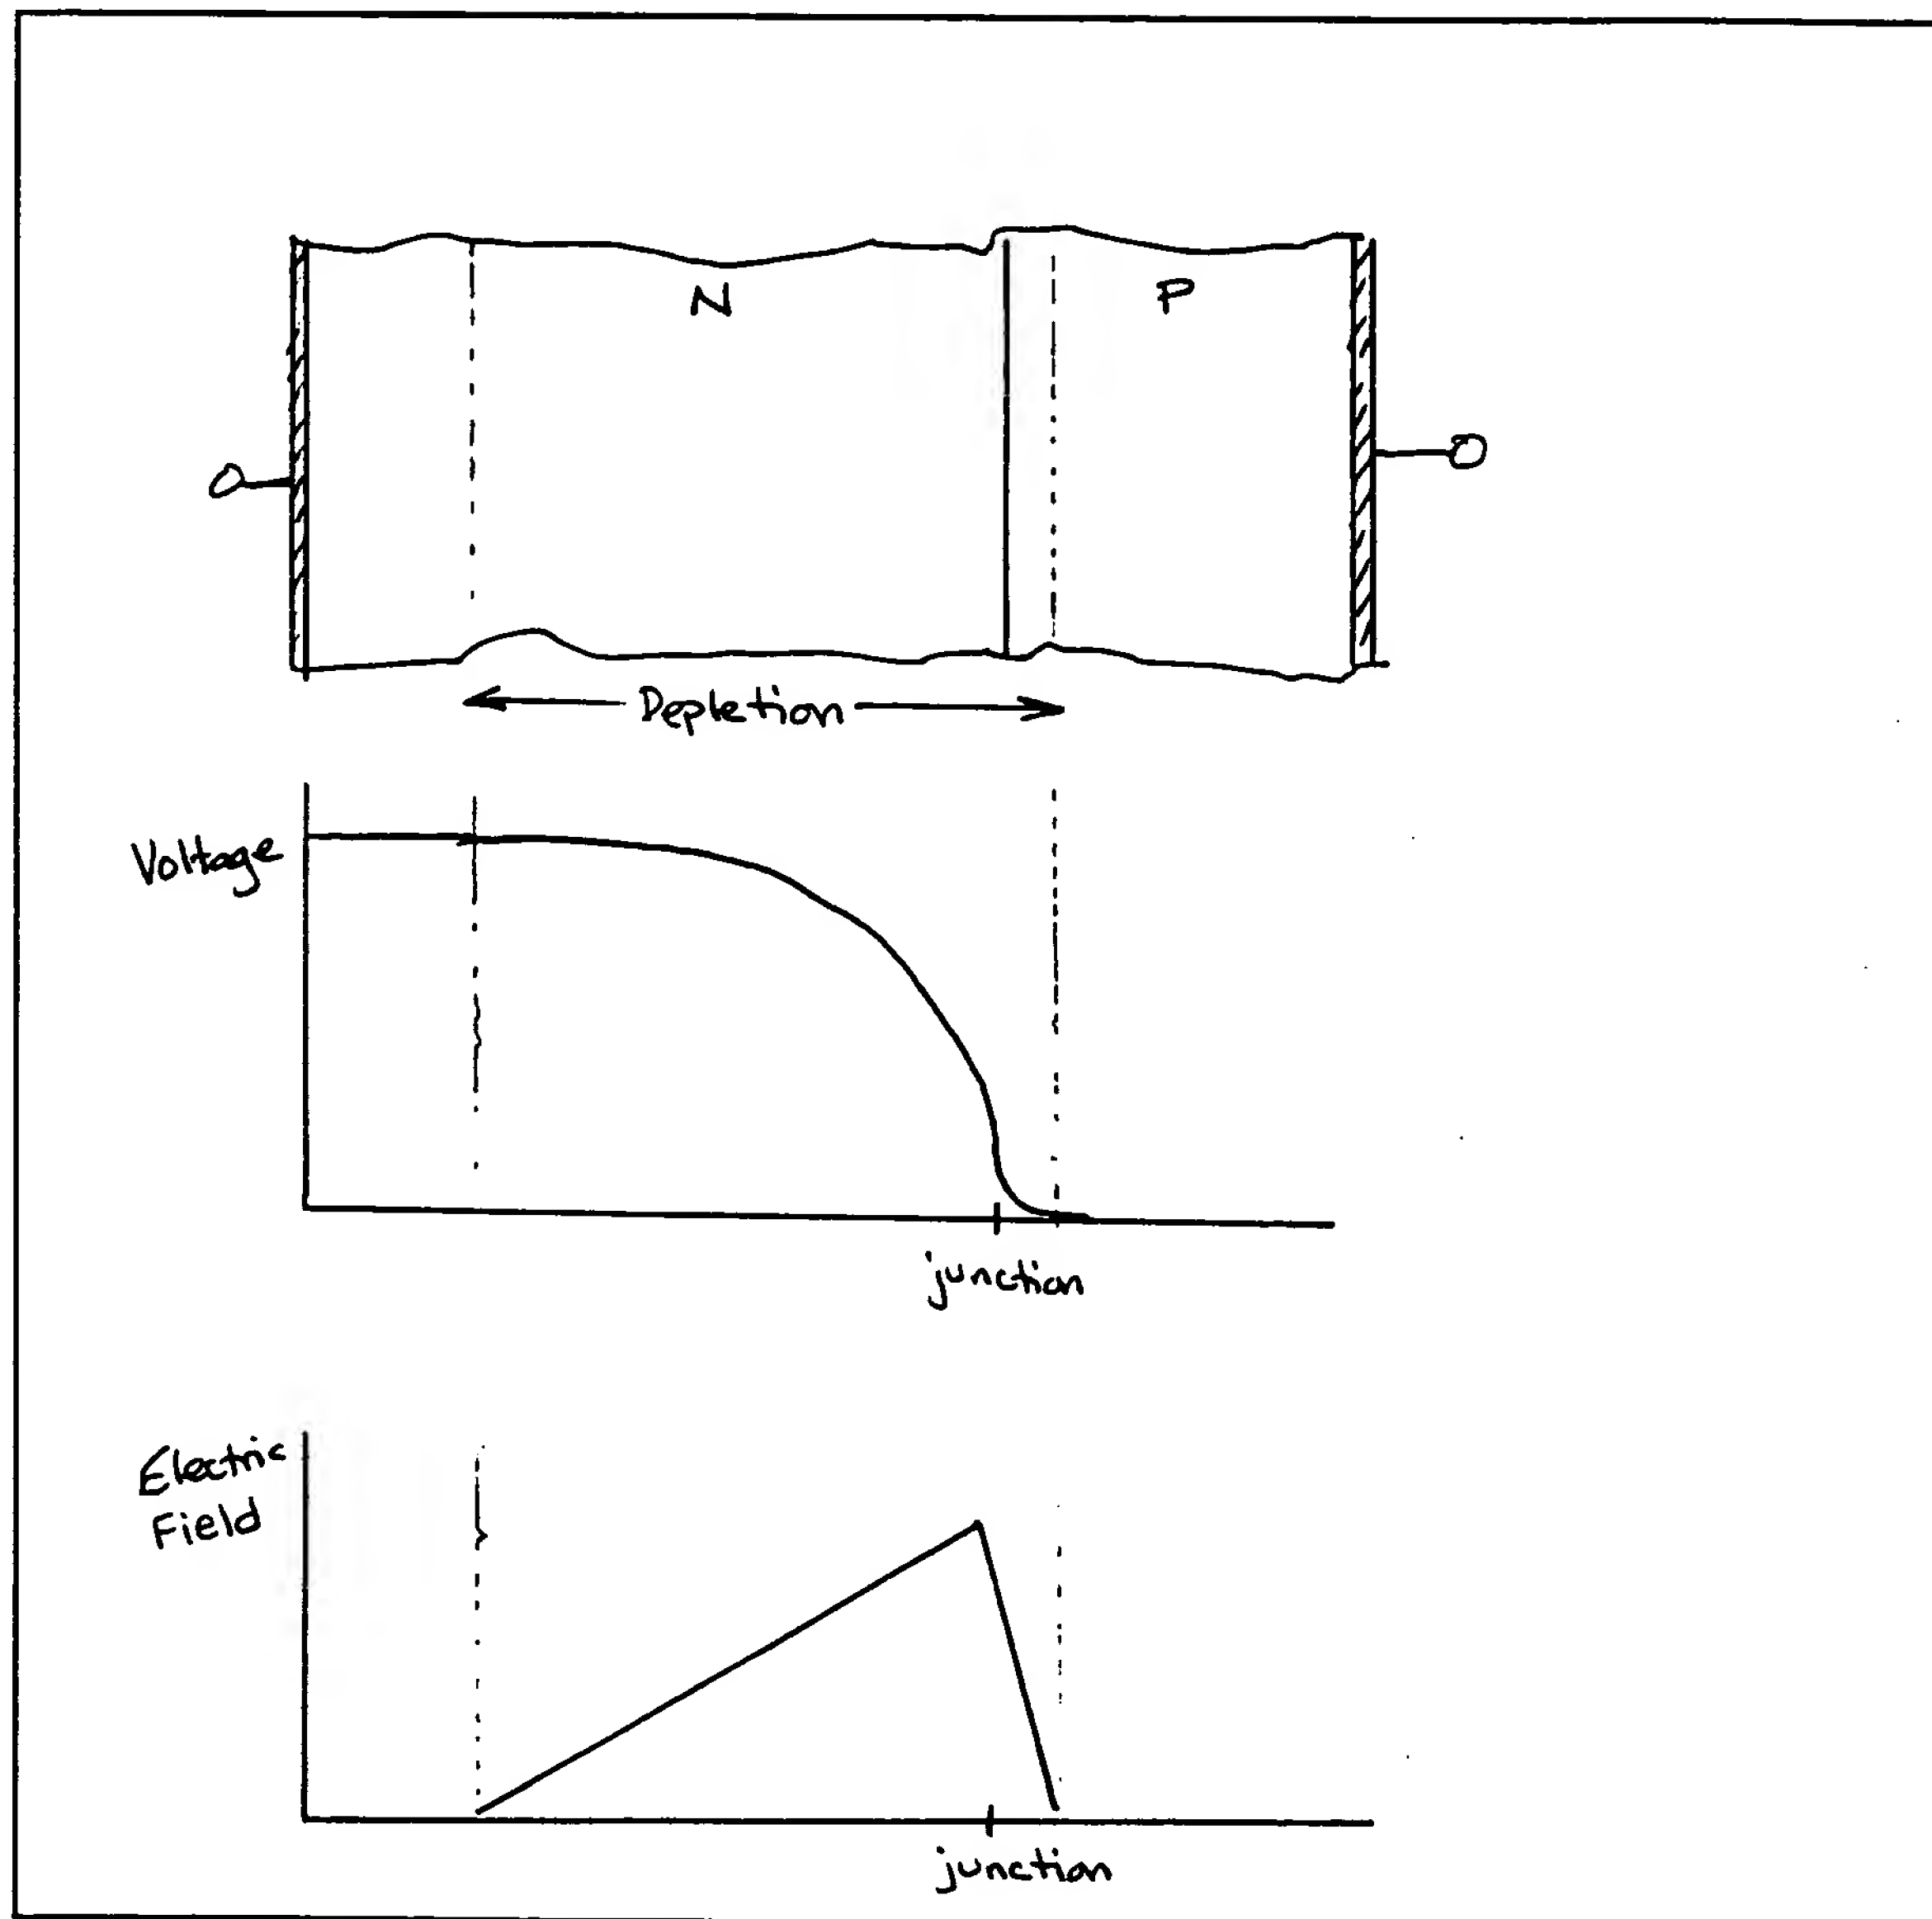 N
P
Depletion
Voltage
junction
Electric
Field
junction